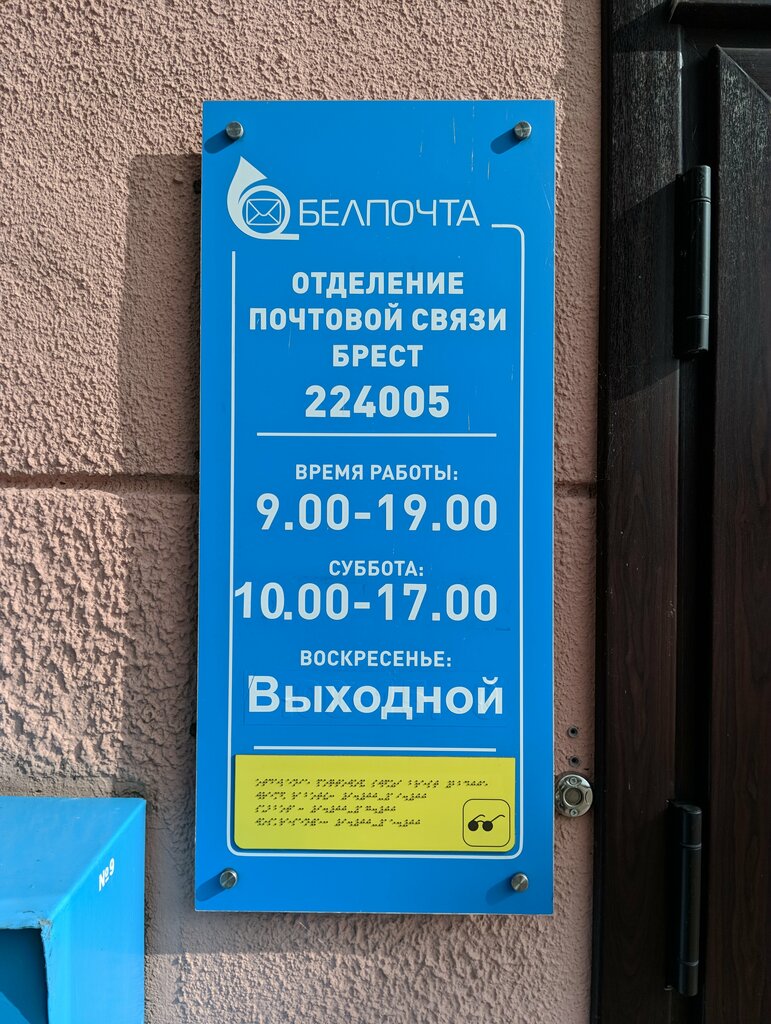 БЕЛПОЧТА
ОТДЕЛЕНИЕ
ПОЧТОВОЙ СВЯЗИ
БРЕСТ
224005
ВРЕМЯ РАБОТЫ:
9.00-19.00
СУББОТА:
10.00-17.00
ВОСКРЕСЕНЬЕ:
Выходной
№9